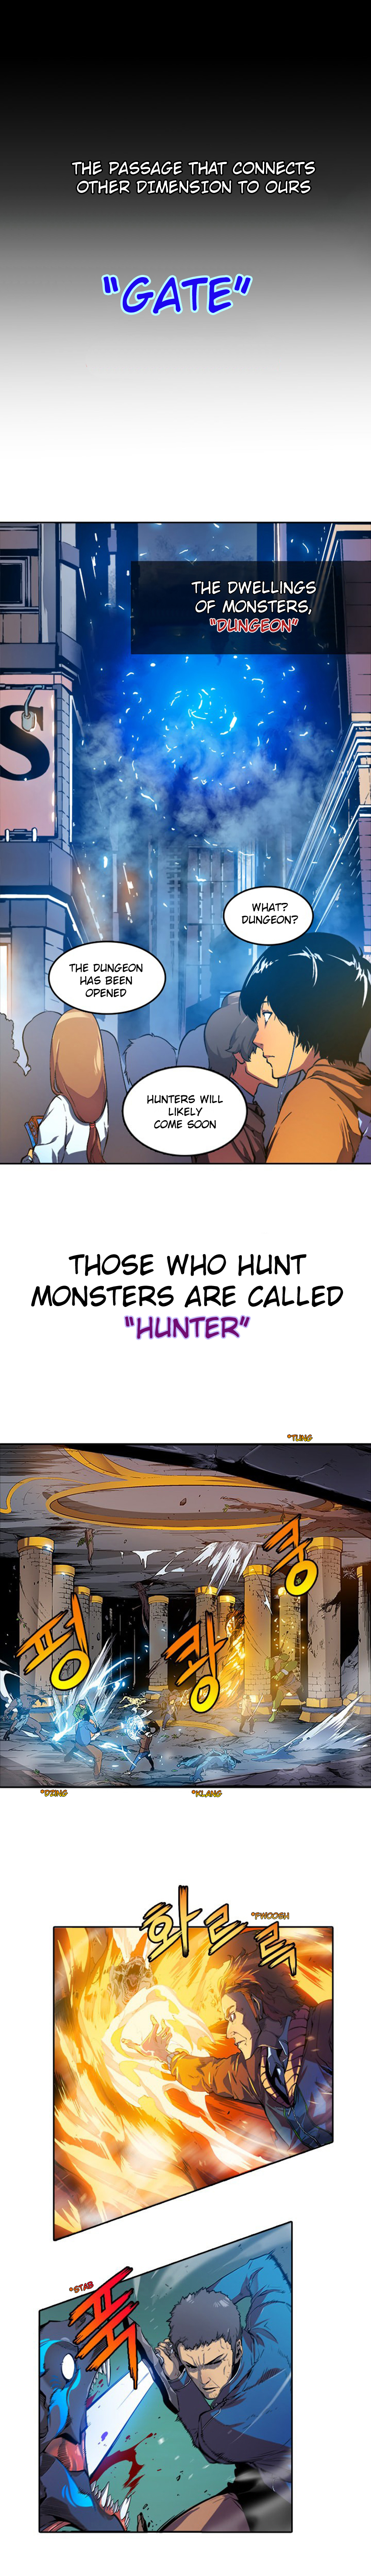 THE PASSAGE THAT CONNECTS
OTHER DIMENSION TO OURS
"GATE"
THE DWELLINGS
OF MONSTERS,
"DUNGEON"
S
WHAT?
DUNGEON?
THE DUNGEON
HAS BEEN
OPENED
HUNTERS WILL
LIKELY
COME SOON
THOSE WHO HUNT
MONSTERS ARE CALLED
"HUNTER"
*TUNG
쿵
펑
쾅
*DZING
*KLANG
화르륵
*FWOOSH
*STAB
푹